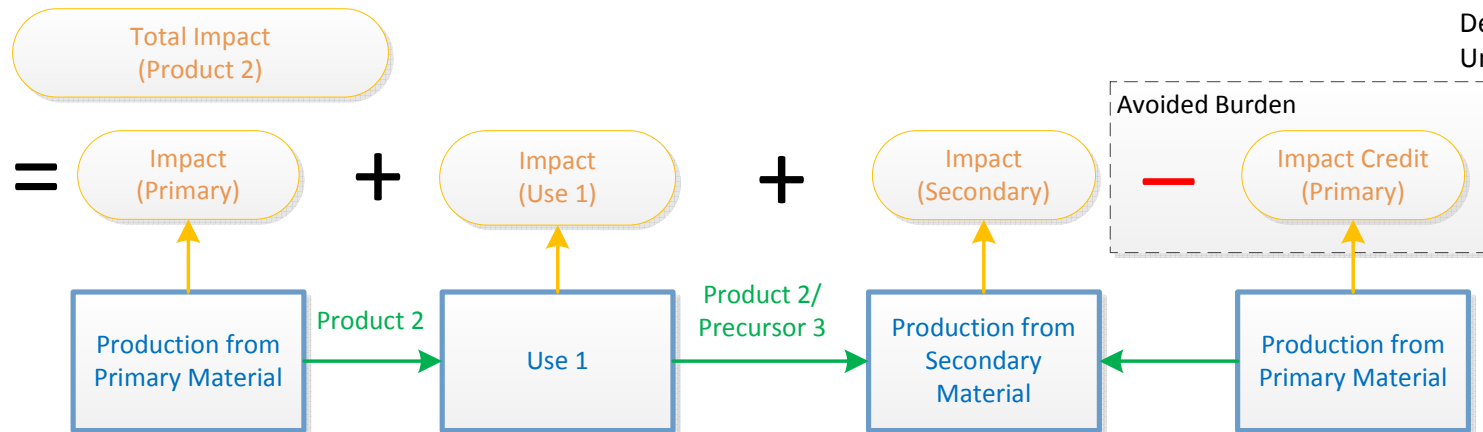 Total Impact
(Product 2)
Avoided Burden
=
Impact
(Primary)
+
Impact
(Use 1)
+
Impact
(Secondary)
−
Impact Credit
(Primary)
Product 2
Product 2/
Precursor 3
Production from
Primary Material
Use 1
Production from
Secondary
Material
Production from
Primary Material